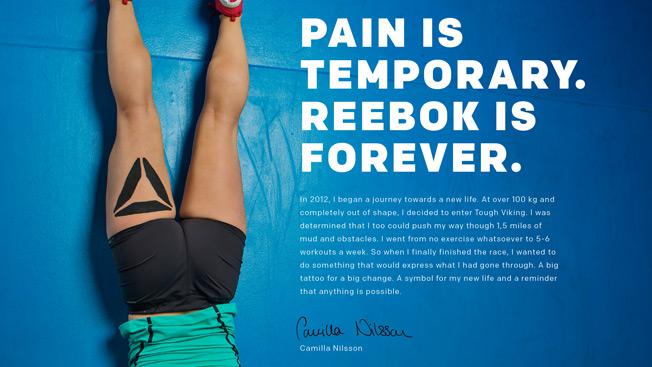 PAIN IS
TEMPORARY.
REEBOK IS
FOREVER.
In 2012, I began a journey towards a new life. At over 100 kg and
completely out of shape, I decided to enter Tough Viking. I was
determined that I too could push my way though 1,5 miles of
mud and obstacles. I went from no exercise whatsoever to 5-6
workouts a week. So when I finally finished the race, I wanted to
do something that would express what I had gone through. A big
tattoo for a big change. A symbol for my new life and a reminder
that anything is possible.
Camilla Nilsson
Camilla Nilsson